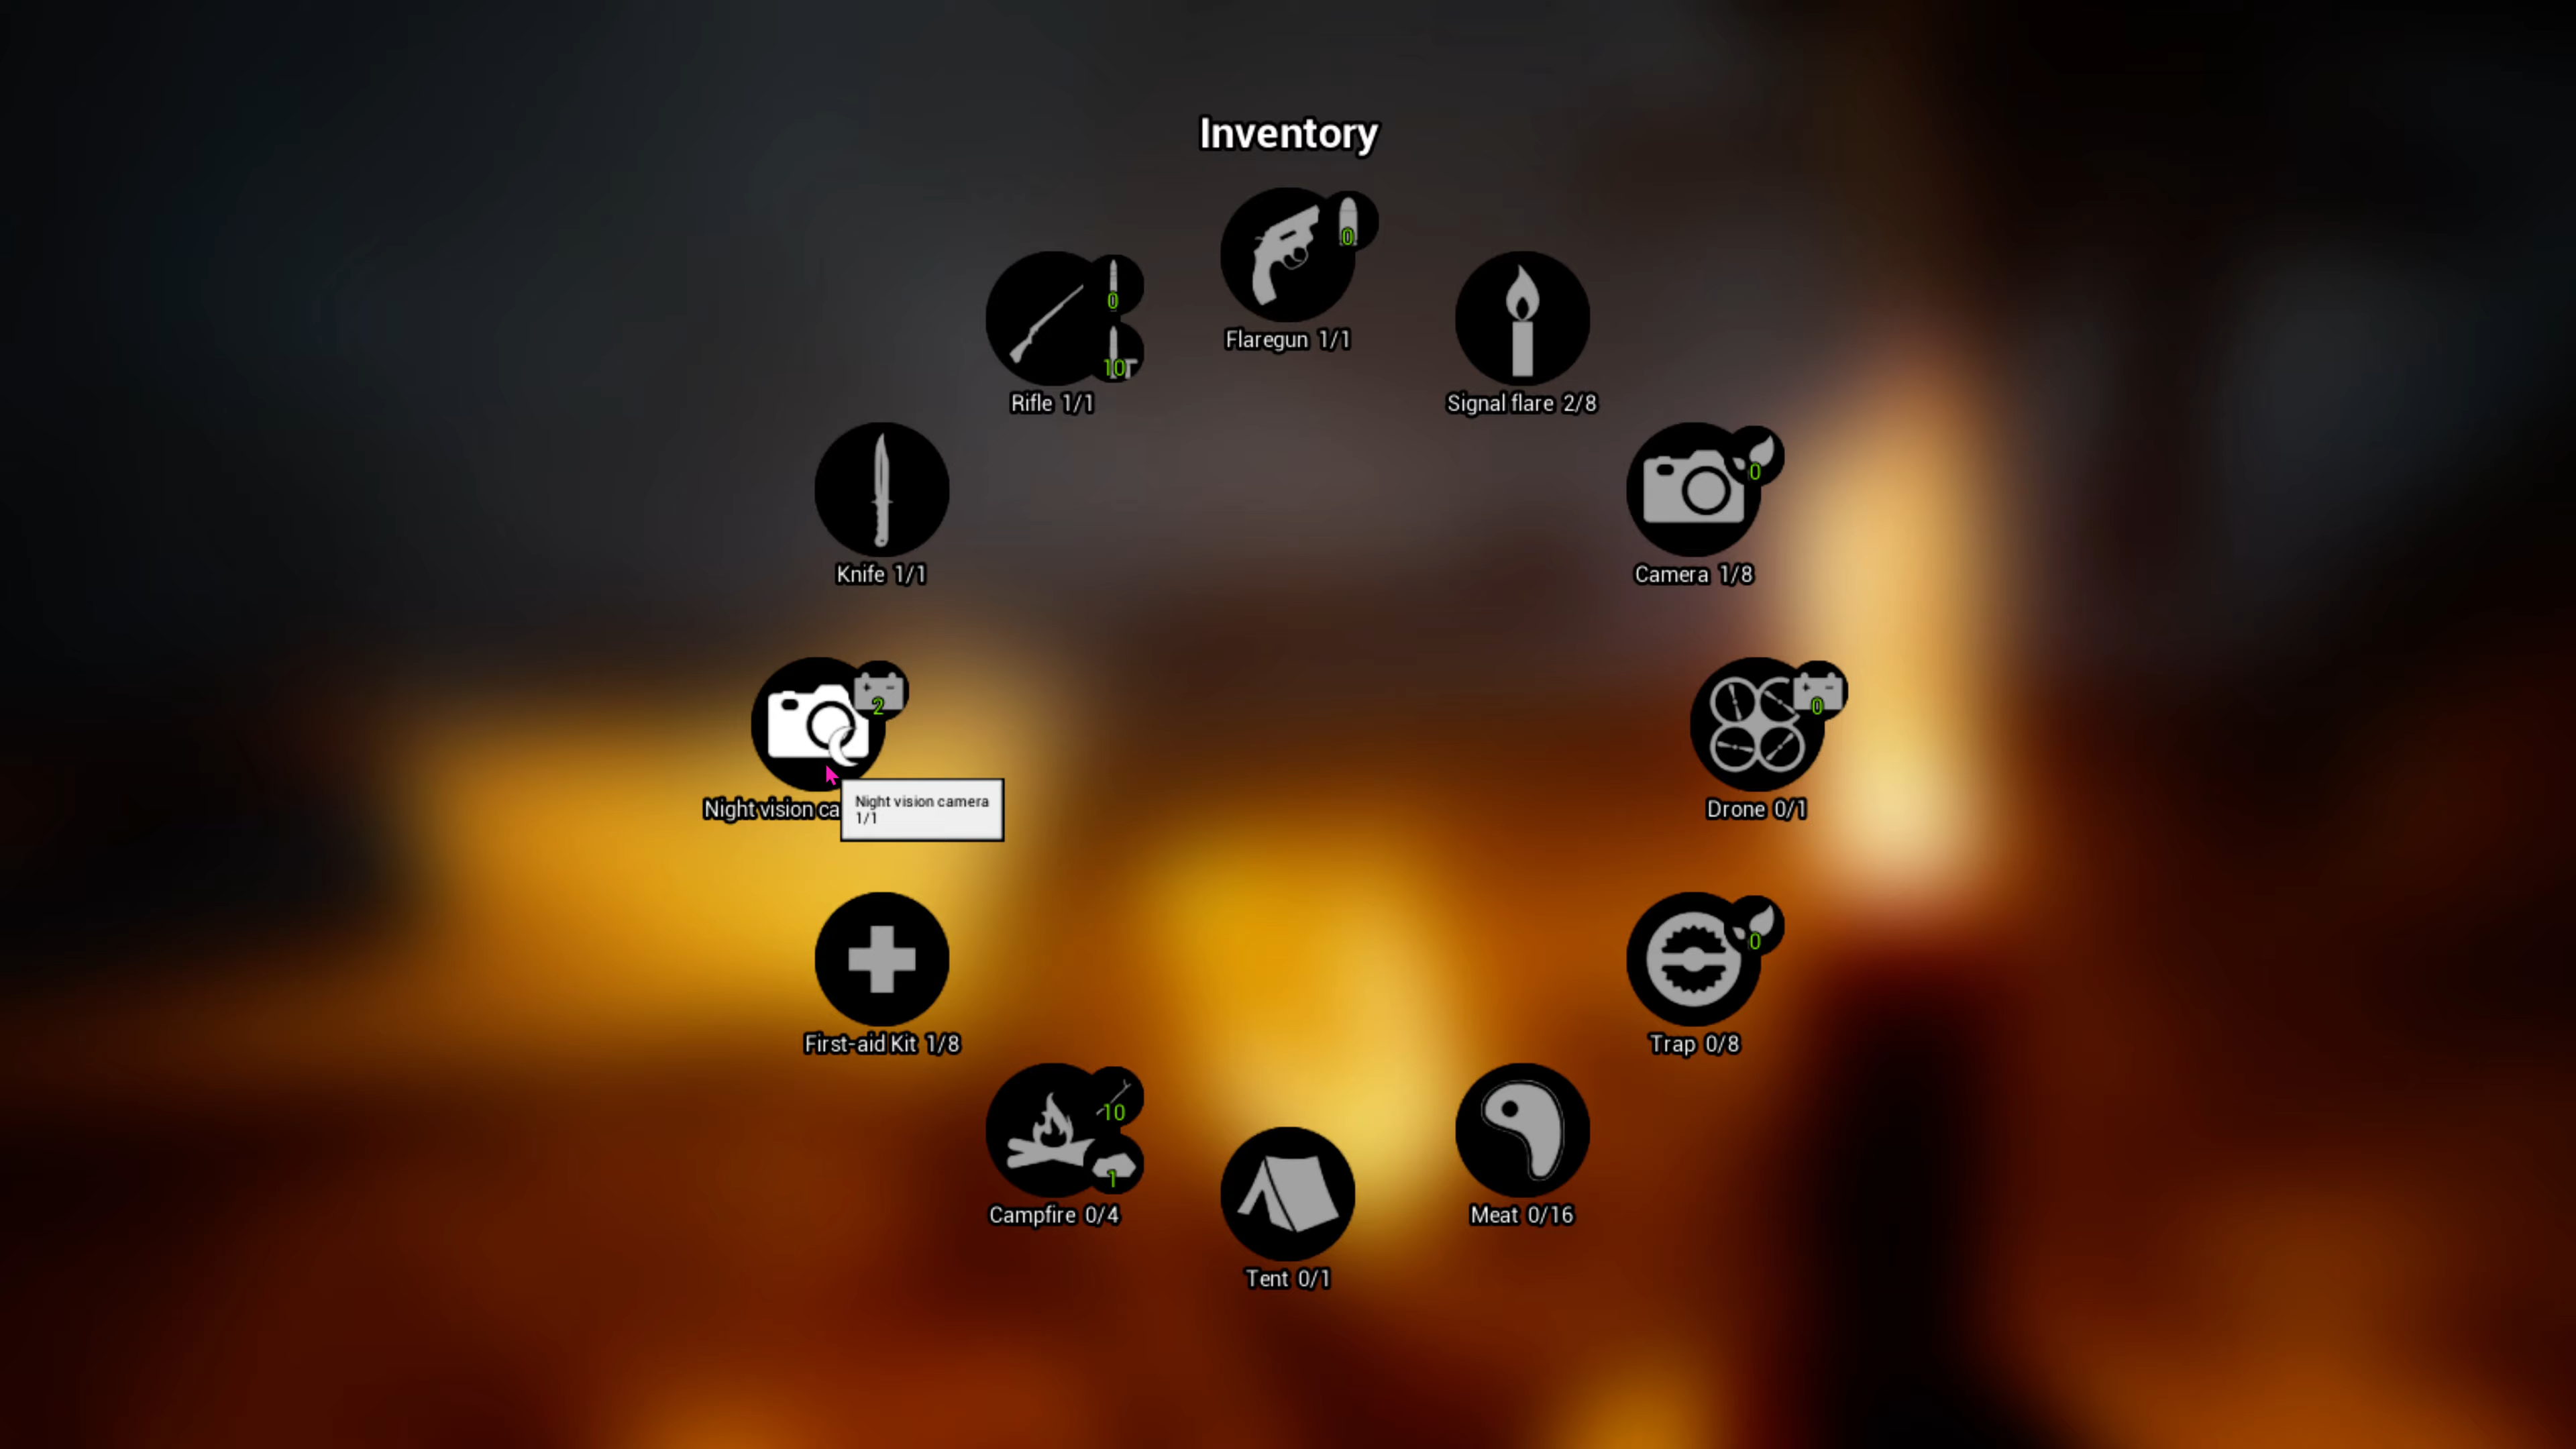 Inventory
0
Flaregun 1/1
0
10
Rifle 1/1
Signal flare 2/8
Knife 1/1
0
Camera 1/8
2
Night vision ca
Night vision camera
1/1
0
Drone 0/1
First-aid Kit 1/8
0
Trap 0/8
10
1
Campfire 0/4
Meat 0/16
Tent 0/1